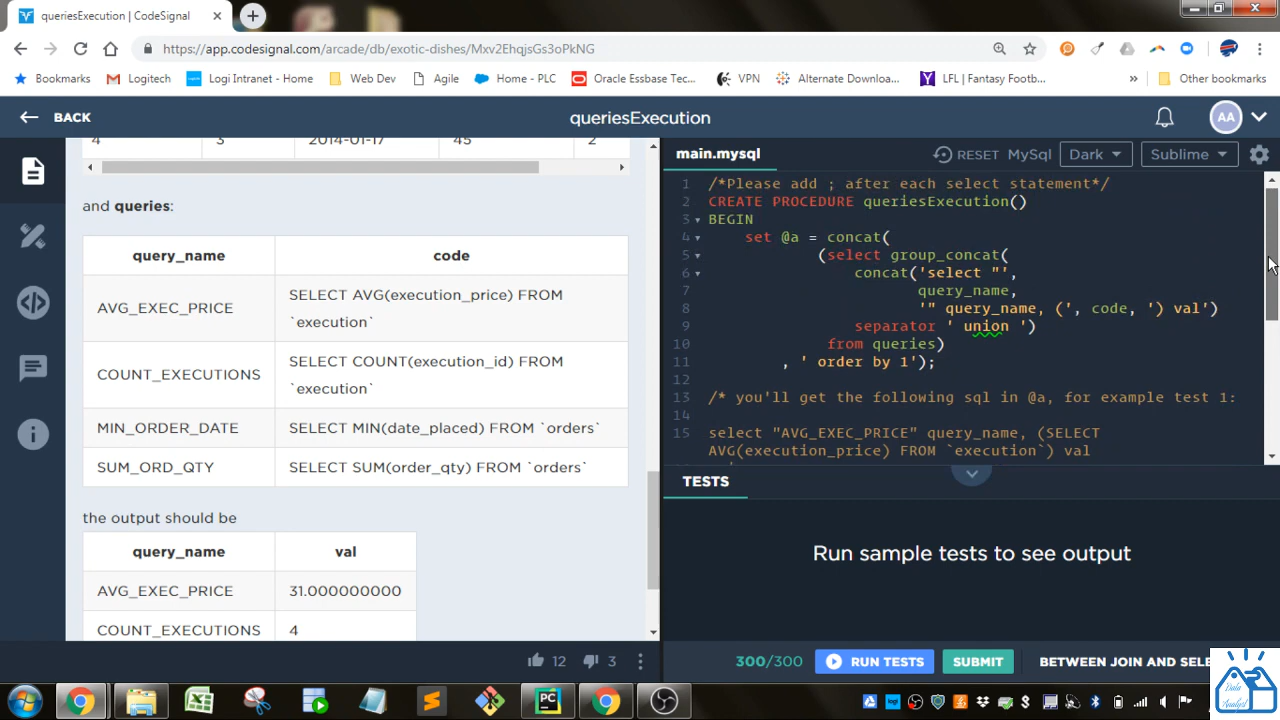 queriesExecution | CodeSignal
https://app.codesignal.com/arcade/db/exotic-dishes/Mxv2EhqjsGs3oPkNG
Bookmarks Logitech Logi Intranet - Home Web Dev Agile Home - PLC Oracle Essbase Tec... VPN Alternate Downloa... LFL | Fantasy Footb... » Other bookmarks
BACK queriesExecution AA
4 3 2014-01-17 45 2
and queries:
query_name code
AVG_EXEC_PRICE SELECT AVG(execution_price) FROM
`execution`
COUNT_EXECUTIONS SELECT COUNT(execution_id) FROM
`execution`
MIN_ORDER_DATE SELECT MIN(date_placed) FROM `orders`
SUM_ORD_QTY SELECT SUM(order_qty) FROM `orders`
the output should be
query_name val
AVG_EXEC_PRICE 31.000000000
COUNT_EXECUTIONS 4
12 3
main.mysql RESET MySql Dark Sublime
1 /*Please add ; after each select statement*/
2 CREATE PROCEDURE queriesExecution()
3 BEGIN
4 set @a = concat(
5 (select group_concat(
6 concat('select "',
7 query_name,
8 '" query_name, (', code, ') val')
9 separator ' union ')
10 from queries)
11 , ' order by 1');
12
13 /* you'll get the following sql in @a, for example test 1:
14
15 select "AVG_EXEC_PRICE" query_name, (SELECT
AVG(execution_price) FROM `execution`) val
TESTS
Run sample tests to see output
300/300 RUN TESTS SUBMIT BETWEEN JOIN AND SELE
Data
Analyst